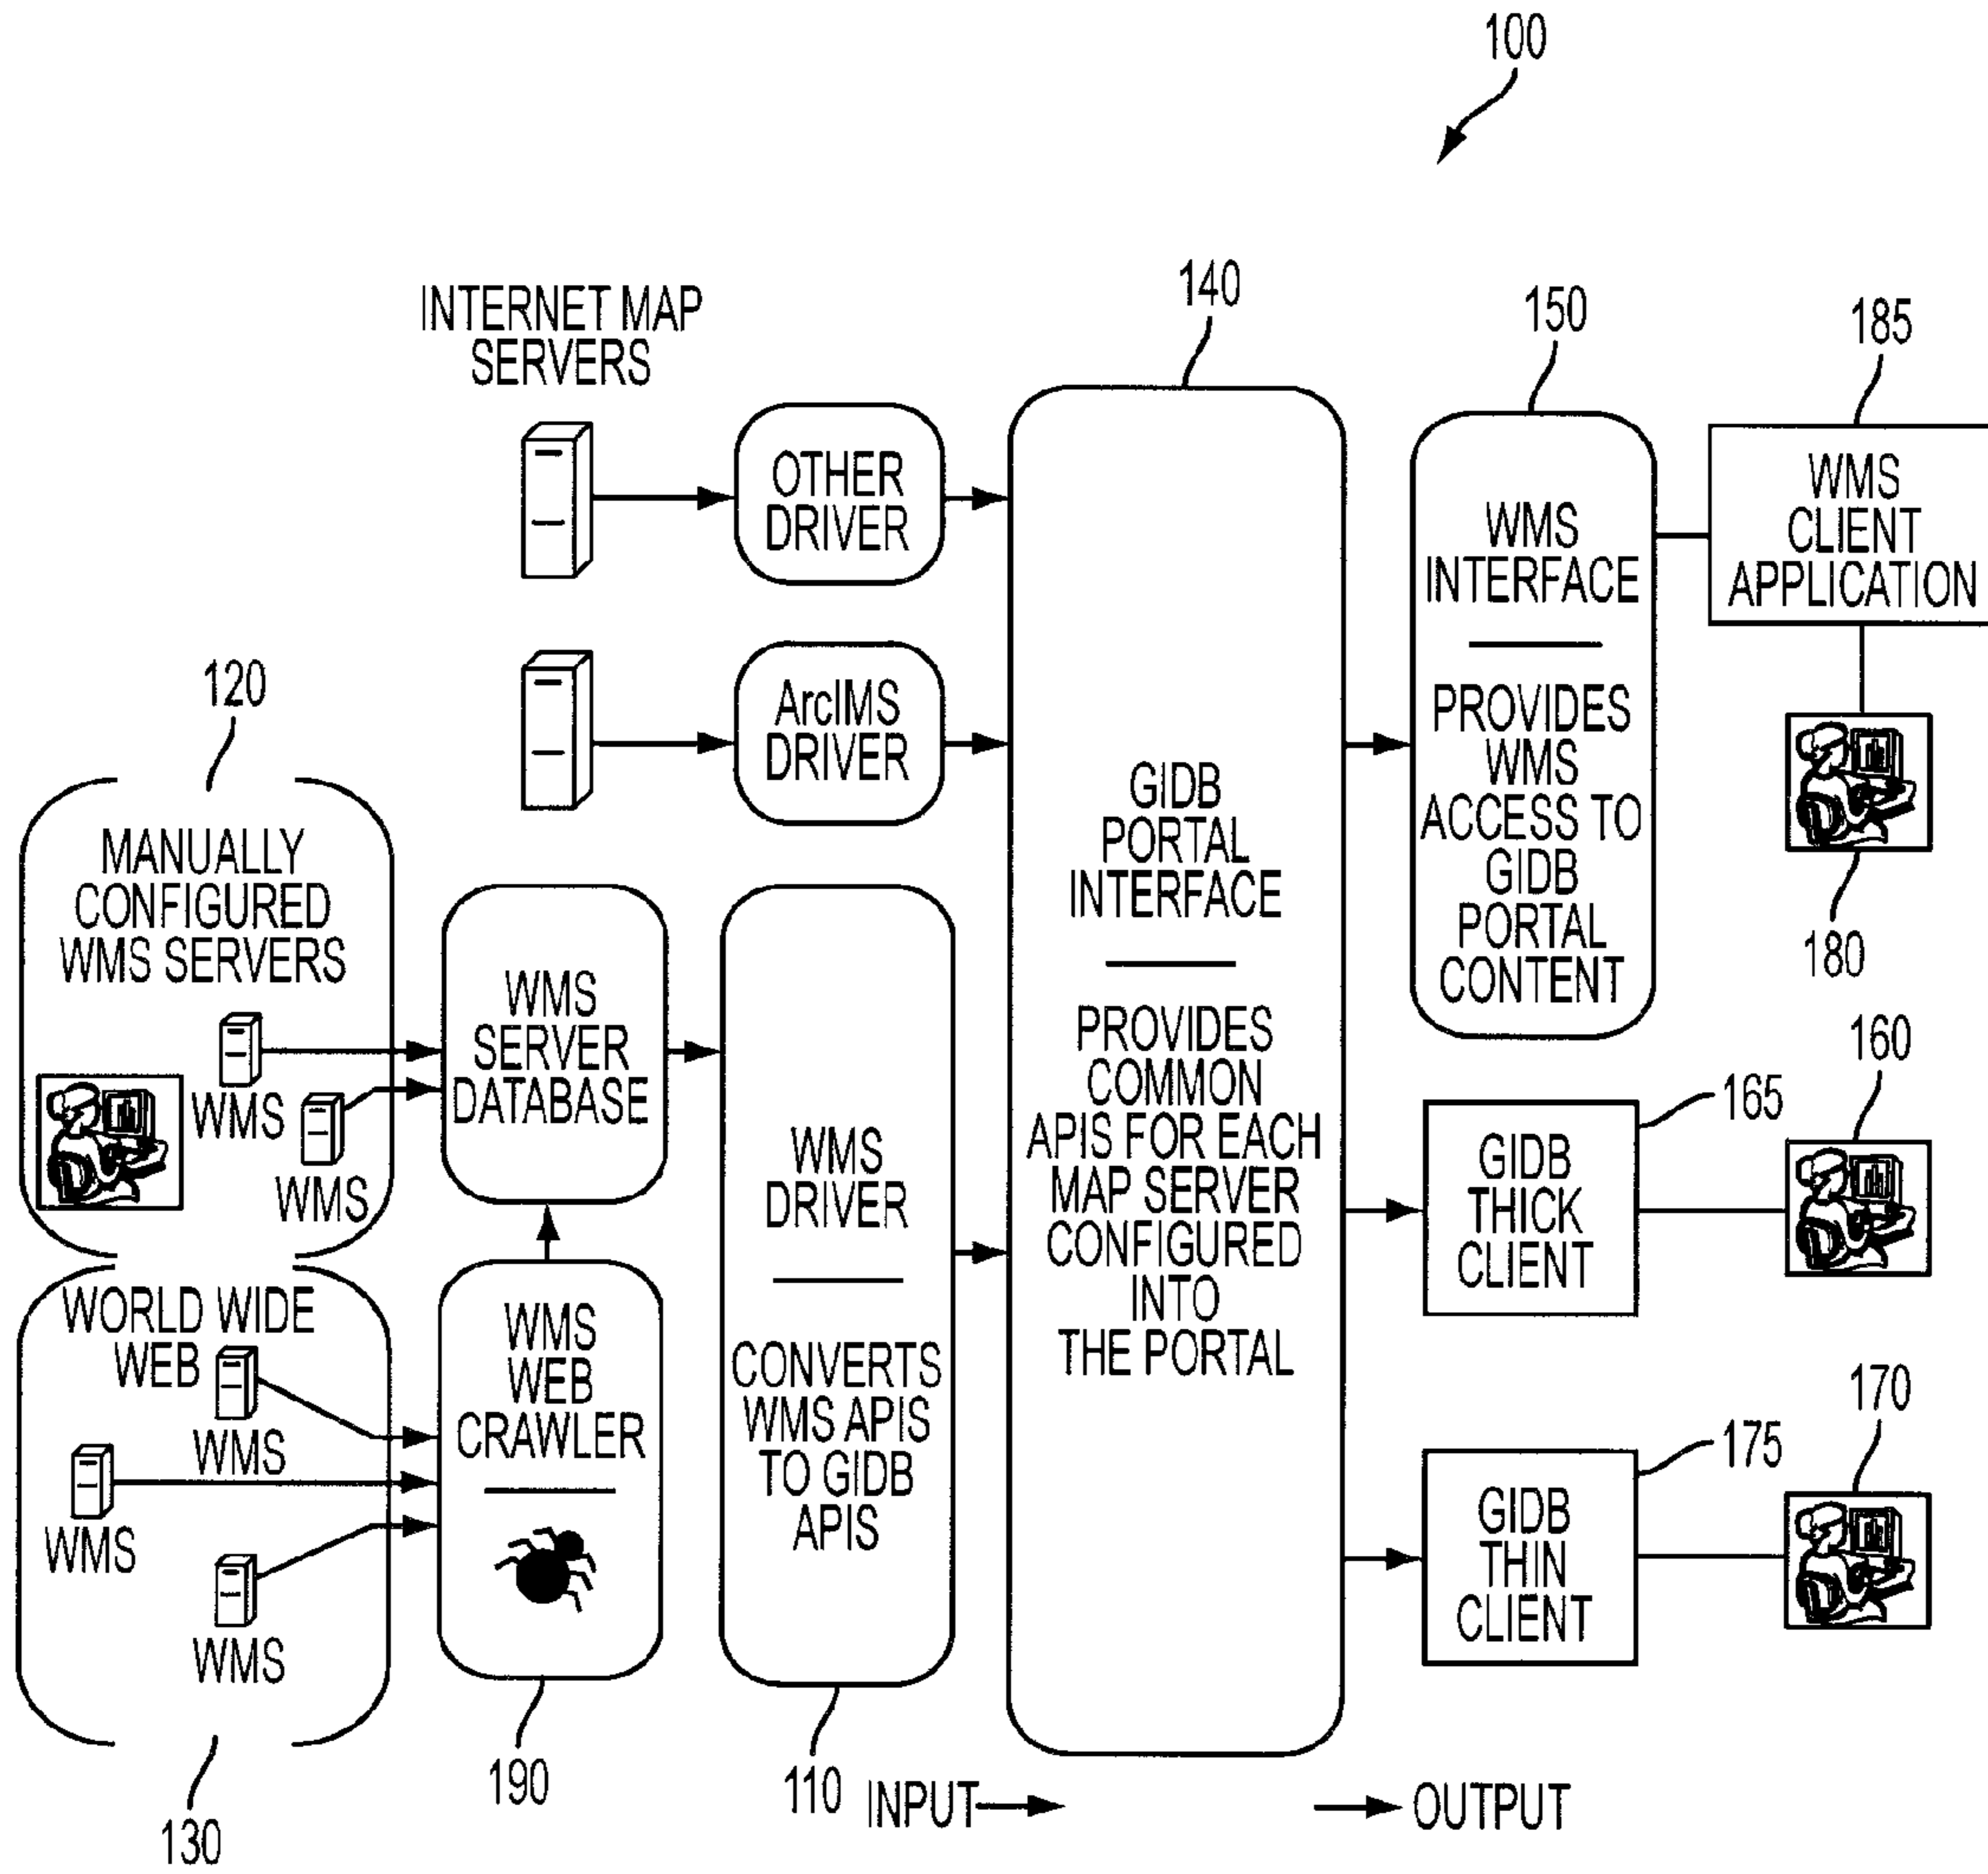 100
INTERNET MAP
SERVERS
140
150
185
OTHER
DRIVER
WMS
INTERFACE
PROVIDES
WMS
ACCESS TO
GIDB
PORTAL
CONTENT
WMS
CLIENT
APPLICATION
180
120
ArcIMS
DRIVER
GIDB
PORTAL
INTERFACE
PROVIDES
COMMON
APIS FOR EACH
MAP SERVER
CONFIGURED
INTO
THE PORTAL
MANUALLY
CONFIGURED
WMS SERVERS
WMS
WMS
WMS
SERVER
DATABASE
WMS
DRIVER
CONVERTS
WMS APIS
TO GIDB
APIS
160
165
GIDB
THICK
CLIENT
WORLD WIDE
WEB
WMS
WMS
WMS
WMS
WEB
CRAWLER
170
175
GIDB
THIN
CLIENT
130
190
110
INPUT
OUTPUT